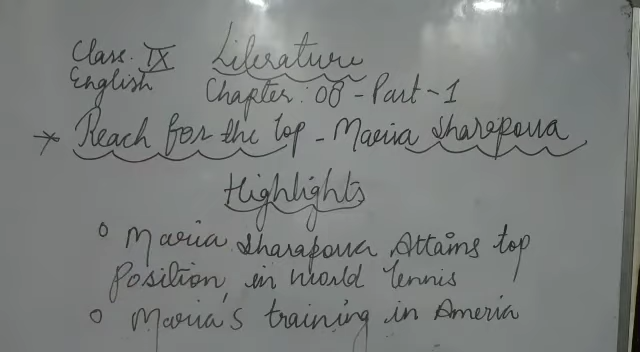 Class. IX Literature
English Chapter: 08 - Part - 1
* Reach for the top - Maria Sharapova
Highlights
o Maria Sharapova Attains top
Position in World Tennis
o Maria's training in Ameria